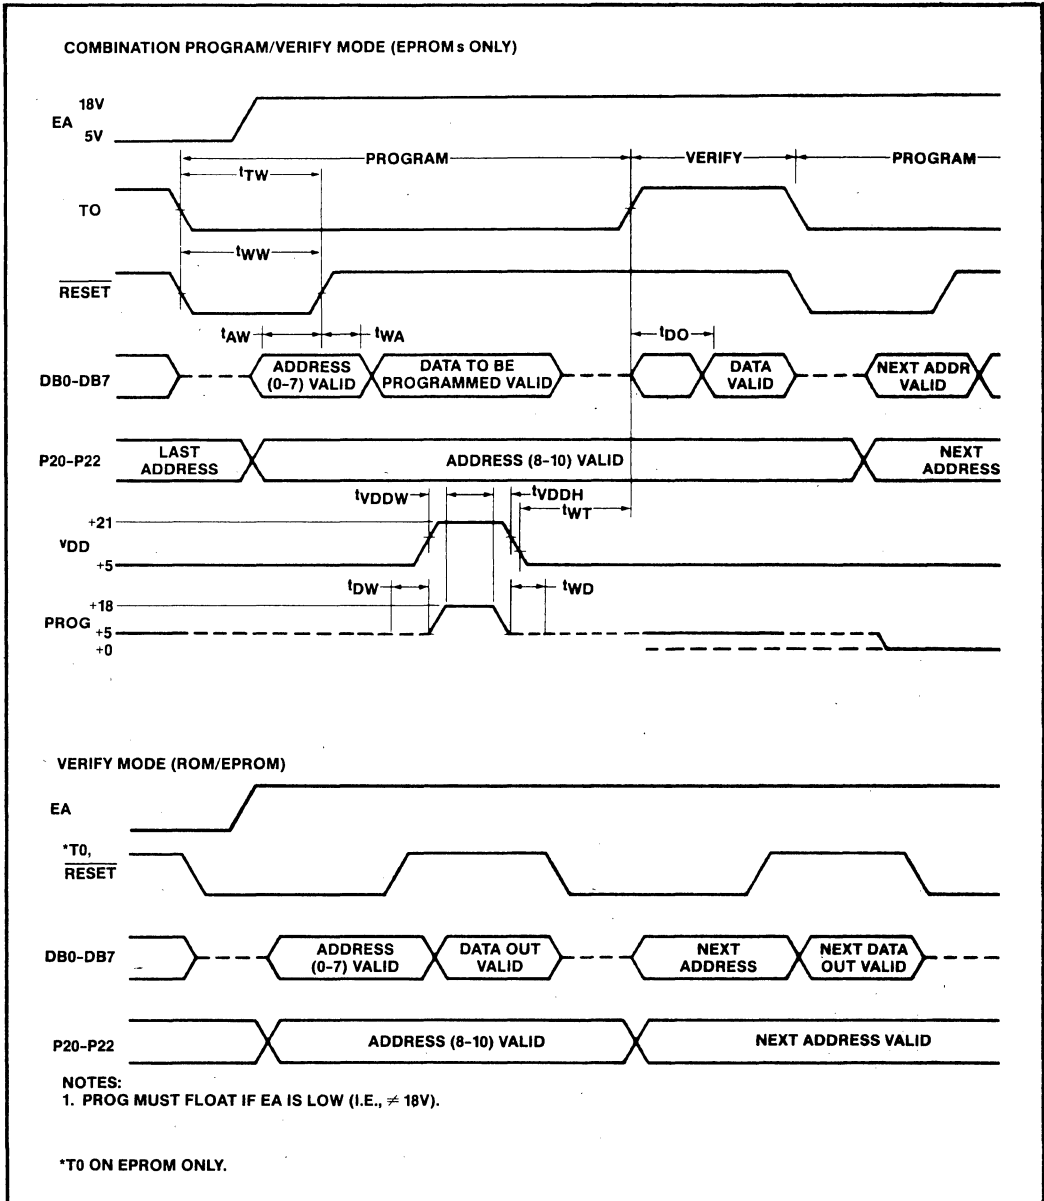 COMBINATION PROGRAM/VERIFY MODE (EPROMs ONLY)
18V
EA
5V
PROGRAM
VERIFY
PROGRAM
tTW
TO
tWW
RESET
tAW
tWA
tDO
DB0-DB7
ADDRESS
(0-7) VALID
DATA TO BE
PROGRAMMED VALID
DATA
VALID
NEXT ADDR
VALID
P20-P22
LAST
ADDRESS
ADDRESS (8-10) VALID
NEXT
ADDRESS
tVDDW
tVDDH
tWT
+21
VDD
+5
tDW
tWD
+18
PROG
+5
+0
VERIFY MODE (ROM/EPROM)
EA
*T0,
RESET
DB0-DB7
ADDRESS
(0-7) VALID
DATA OUT
VALID
NEXT
ADDRESS
NEXT DATA
OUT VALID
P20-P22
ADDRESS (8-10) VALID
NEXT ADDRESS VALID
NOTES:
1. PROG MUST FLOAT IF EA IS LOW (I.E., ≠ 18V).
*T0 ON EPROM ONLY.